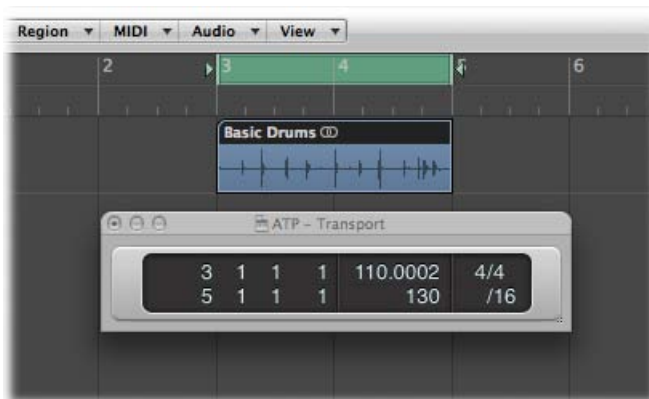 Region MIDI Audio View
2 3 4 5 6
Basic Drums
ATP – Transport
3 1 1 1 110.0002 4/4
5 1 1 1 130 /16